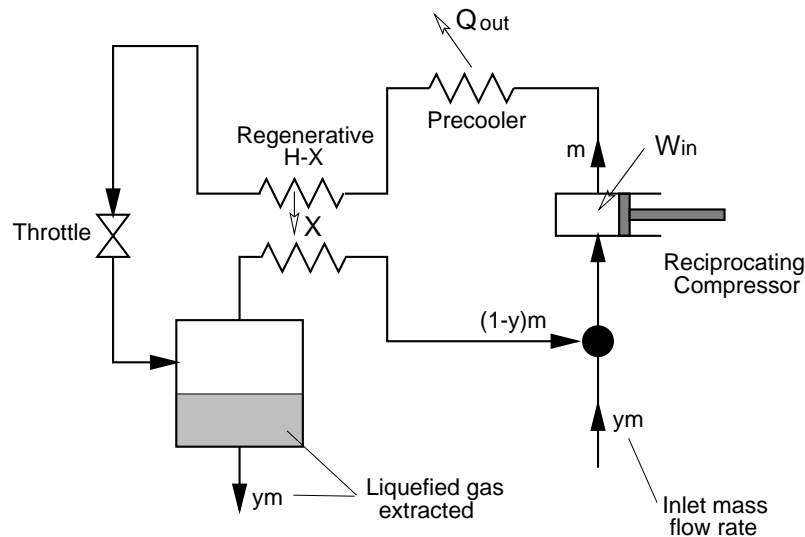 Qout
Precooler
Regenerative
H-X
m
Win
X
Throttle
Reciprocating
Compressor
(1-y)m
ym
ym
Liquefied gas
extracted
Inlet mass
flow rate